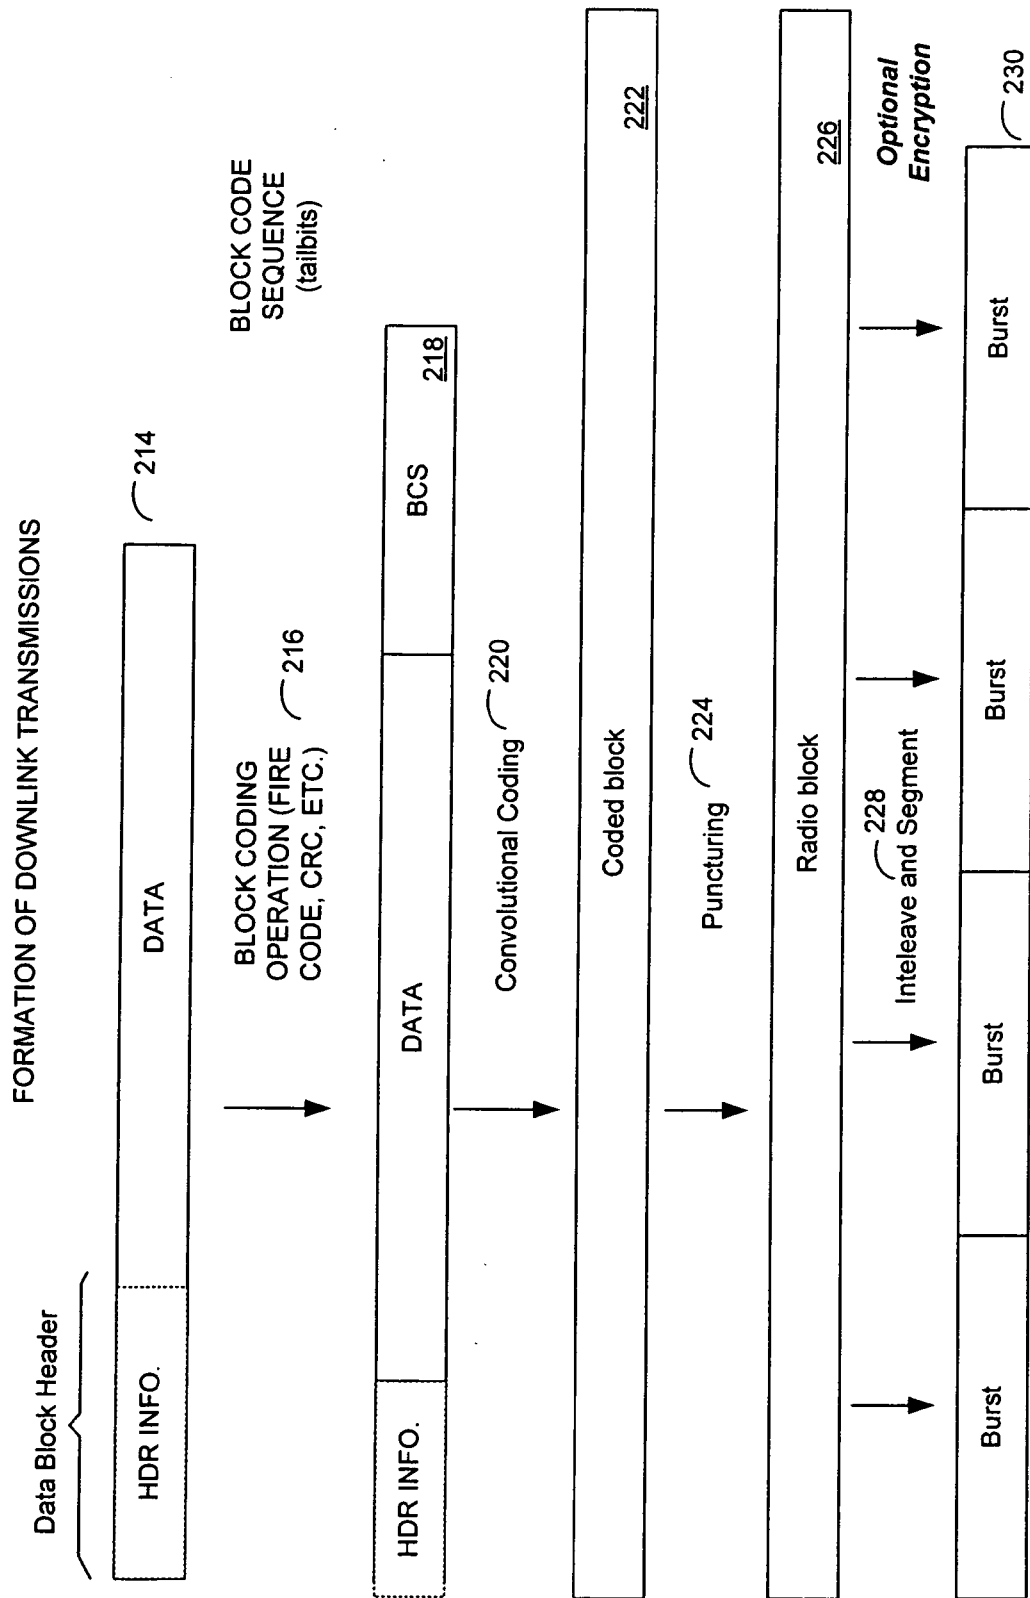 FORMATION OF DOWNLINK TRANSMISSIONS
Data Block Header
HDR INFO.
DATA
214
BLOCK CODING
OPERATION (FIRE
CODE, CRC, ETC.)
216
BLOCK CODE
SEQUENCE
(tailbits)
HDR INFO.
DATA
BCS
218
Convolutional Coding
220
Coded block
222
Puncturing
224
Radio block
226
228
Inteleave and Segment
Optional
Encryption
Burst
Burst
Burst
Burst
230